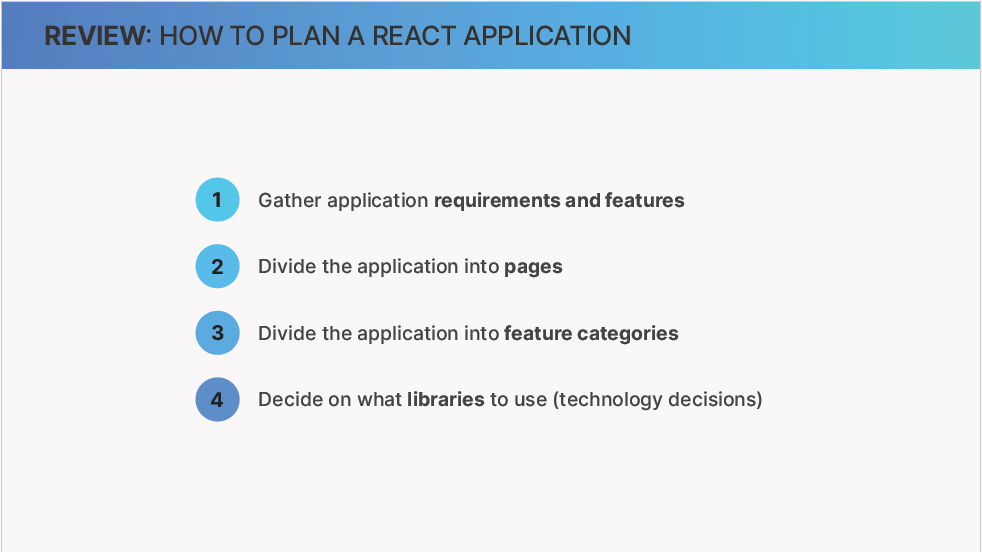 REVIEW: HOW TO PLAN A REACT APPLICATION
1 Gather application requirements and features
2 Divide the application into pages
3 Divide the application into feature categories
4 Decide on what libraries to use (technology decisions)